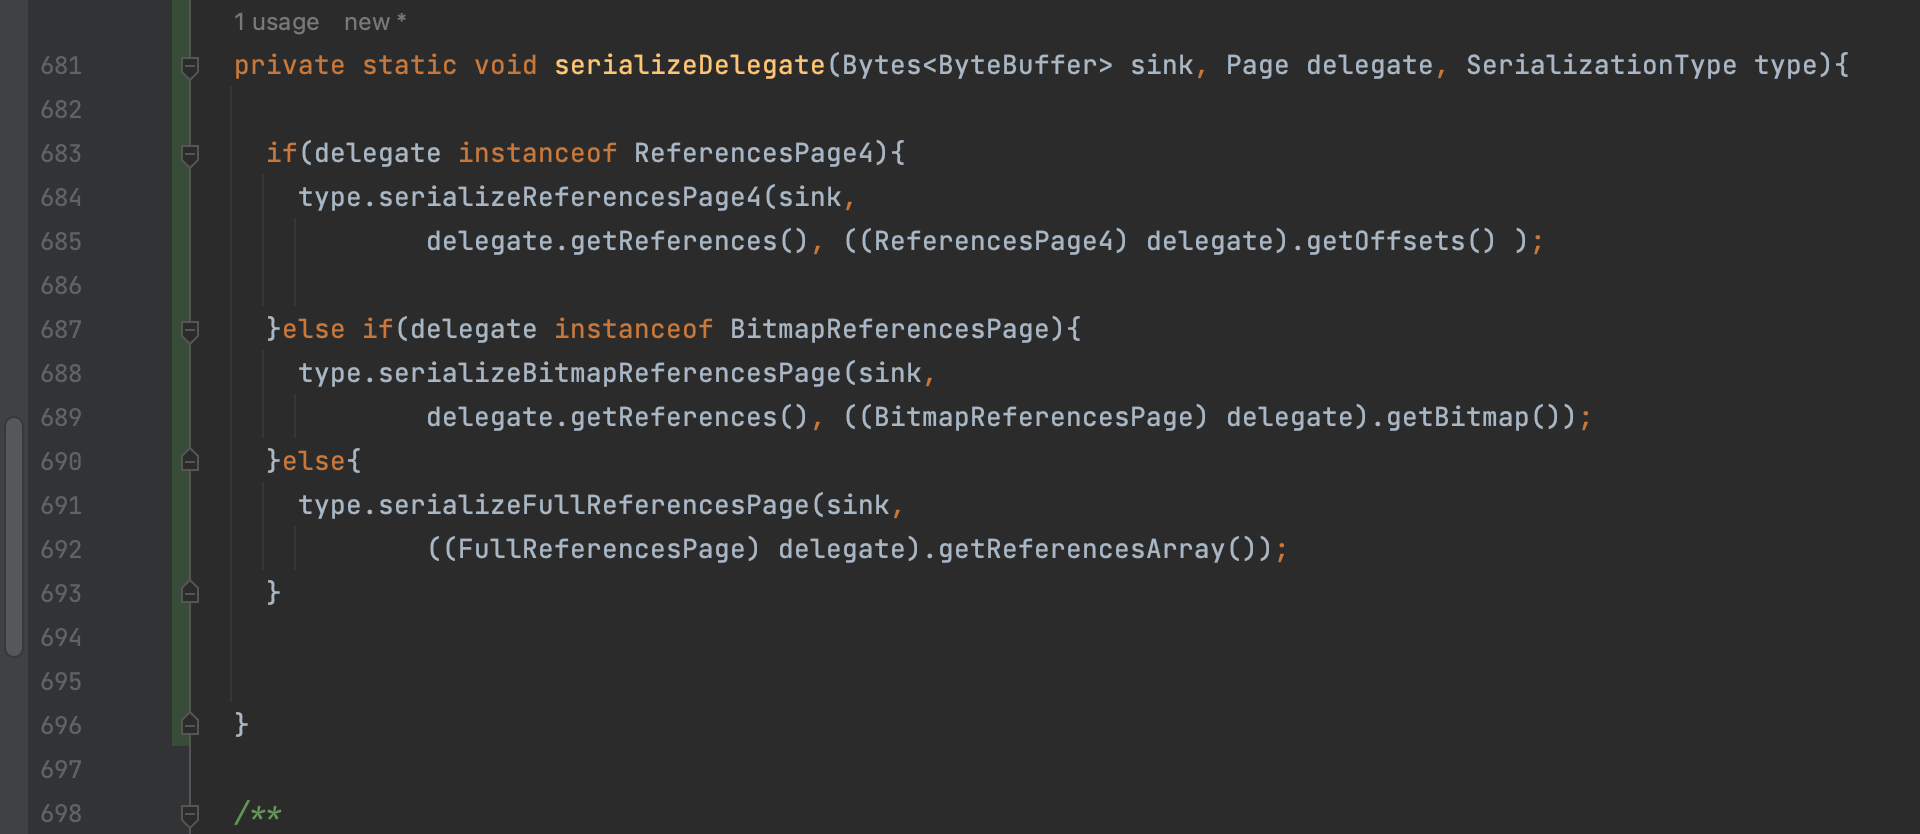 1 usage   new *
681 private static void serializeDelegate(Bytes<ByteBuffer> sink, Page delegate, SerializationType type){
682
683   if(delegate instanceof ReferencesPage4){
684     type.serializeReferencesPage4(sink,
685             delegate.getReferences(), ((ReferencesPage4) delegate).getOffsets() );
686
687   }else if(delegate instanceof BitmapReferencesPage){
688     type.serializeBitmapReferencesPage(sink,
689             delegate.getReferences(), ((BitmapReferencesPage) delegate).getBitmap());
690   }else{
691     type.serializeFullReferencesPage(sink,
692             ((FullReferencesPage) delegate).getReferencesArray());
693   }
694
695
696 }
697
698 /**